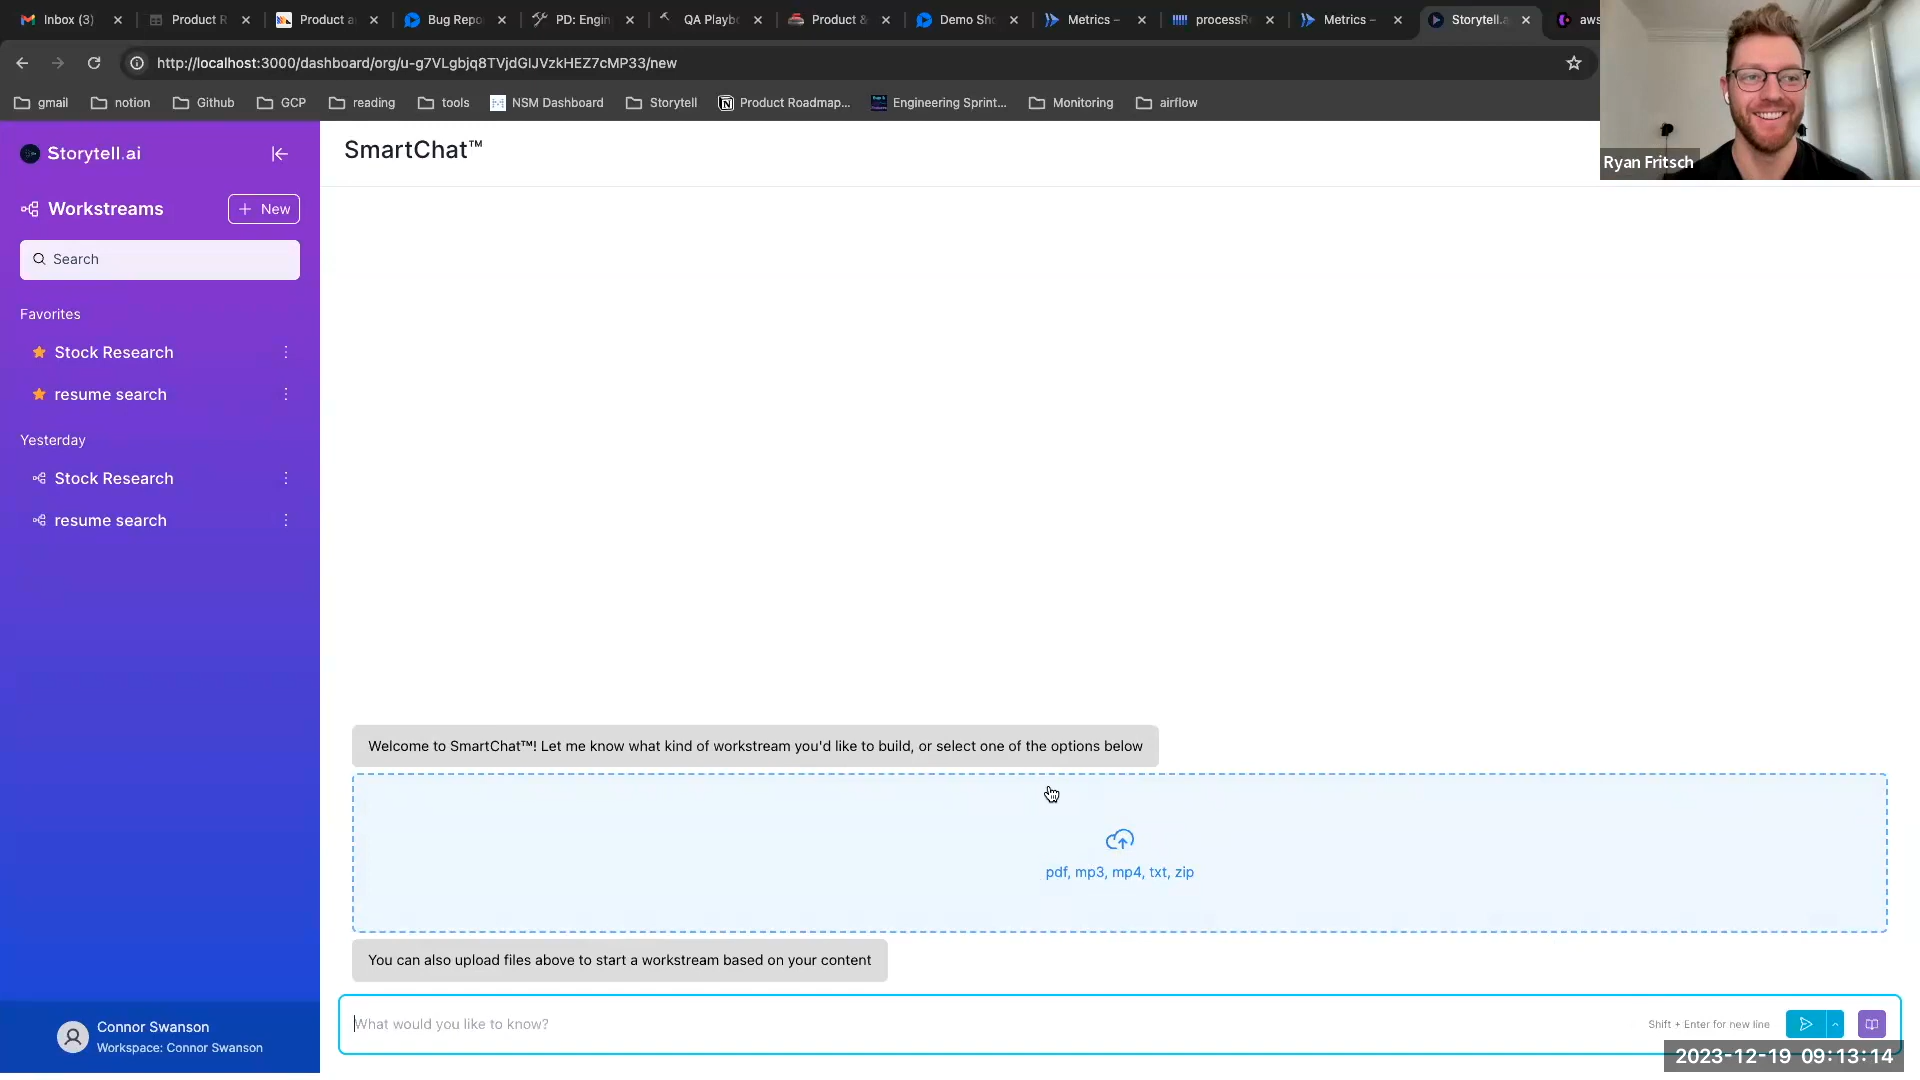 Inbox (3)
Product R
Product a
Bug Repo
PD: Engin
QA Playb
Product &
Demo Sh
Metrics –
processR
Metrics –
Storytell.a
aws
http://localhost:3000/dashboard/org/u-g7VLgbjq8TVjdGIJVzkHEZ7cMP33/new
gmail
notion
Github
GCP
reading
tools
NSM Dashboard
Storytell
Product Roadmap...
Engineering Sprint...
Monitoring
airflow
Ryan Fritsch
Storytell.ai
Workstreams
+ New
Search
Favorites
Stock Research
resume search
Yesterday
Stock Research
resume search
Connor Swanson
Workspace: Connor Swanson
SmartChat™
Welcome to SmartChat™! Let me know what kind of workstream you'd like to build, or select one of the options below
pdf, mp3, mp4, txt, zip
You can also upload files above to start a workstream based on your content
What would you like to know?
Shift + Enter for new line
2023-12-19 09:13:14